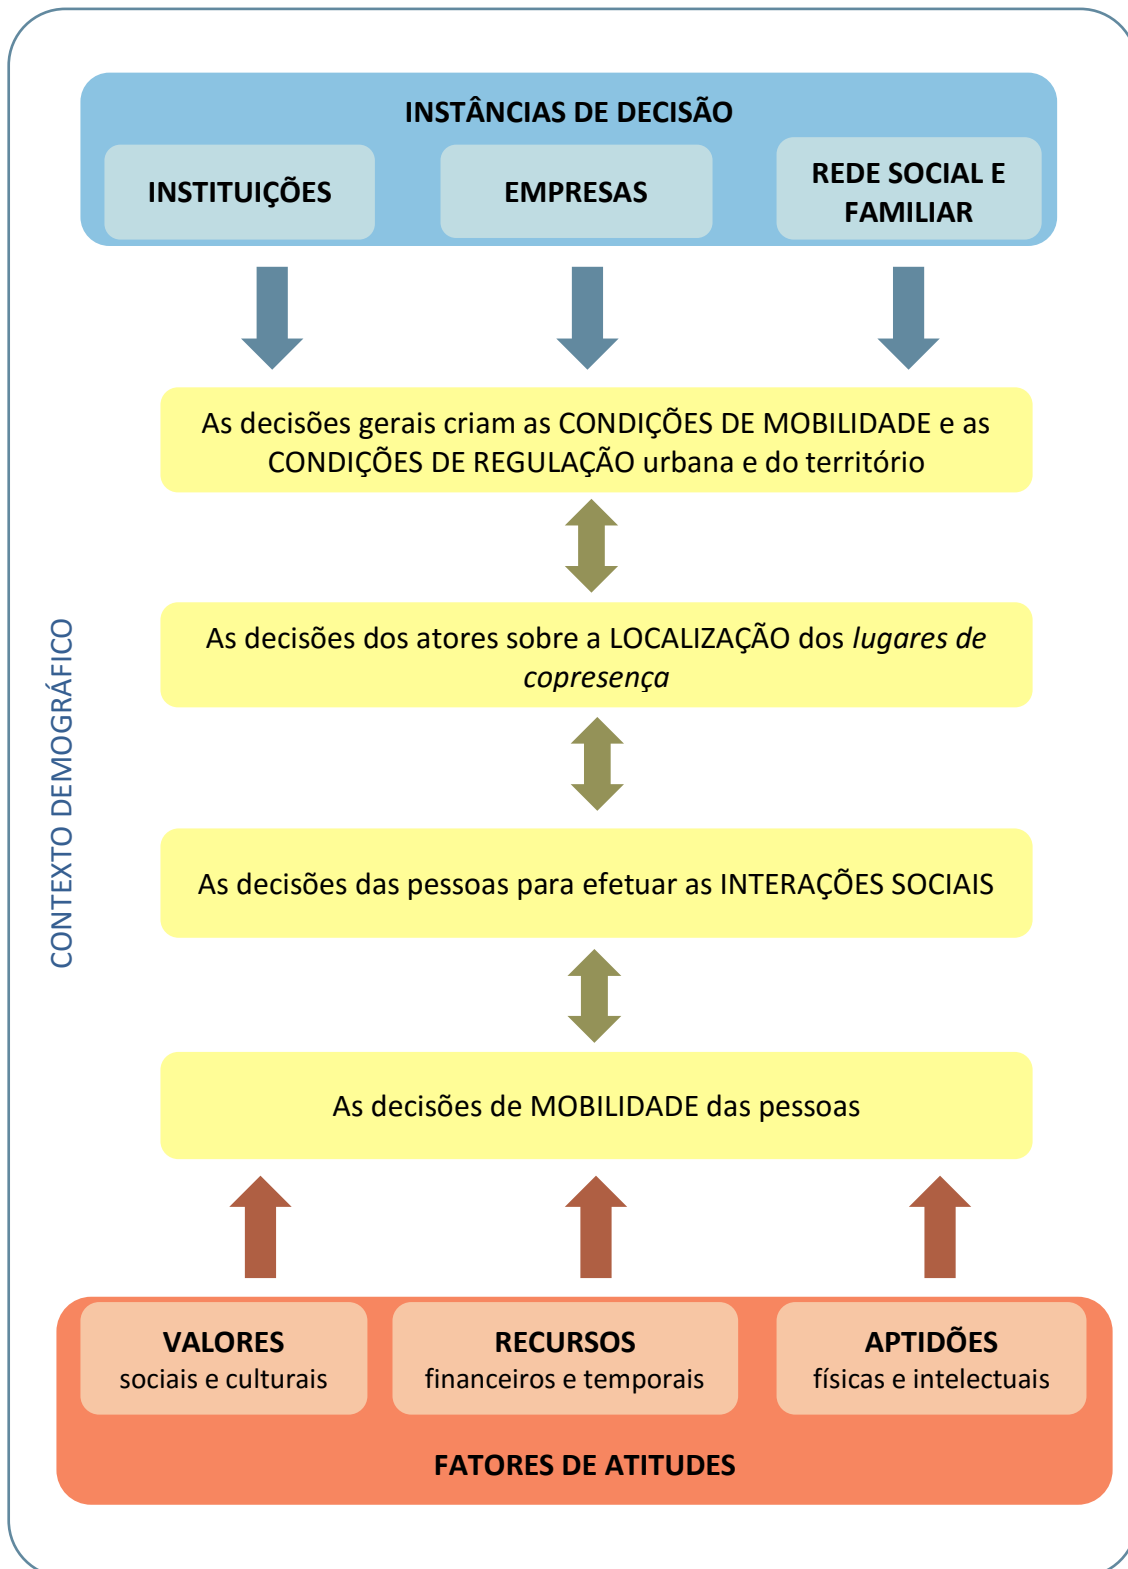 INSTÂNCIAS DE DECISÃO
INSTITUIÇÕES
EMPRESAS
REDE SOCIAL E
FAMILIAR
As decisões gerais criam as CONDIÇÕES DE MOBILIDADE e as
CONDIÇÕES DE REGULAÇÃO urbana e do território
As decisões dos atores sobre a LOCALIZAÇÃO dos lugares de
copresença
CONTEXTO DEMOGRÁFICO
As decisões das pessoas para efetuar as INTERAÇÕES SOCIAIS
As decisões de MOBILIDADE das pessoas
VALORES
sociais e culturais
RECURSOS
financeiros e temporais
APTIDÕES
físicas e intelectuais
FATORES DE ATITUDES